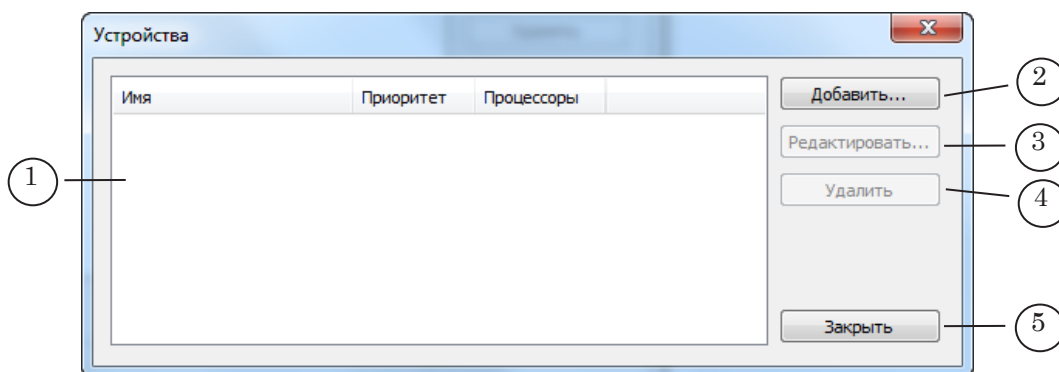 Устройства
Имя Приоритет Процессоры
Добавить...
Редактировать...
Удалить
Закрыть
1
2
3
4
5